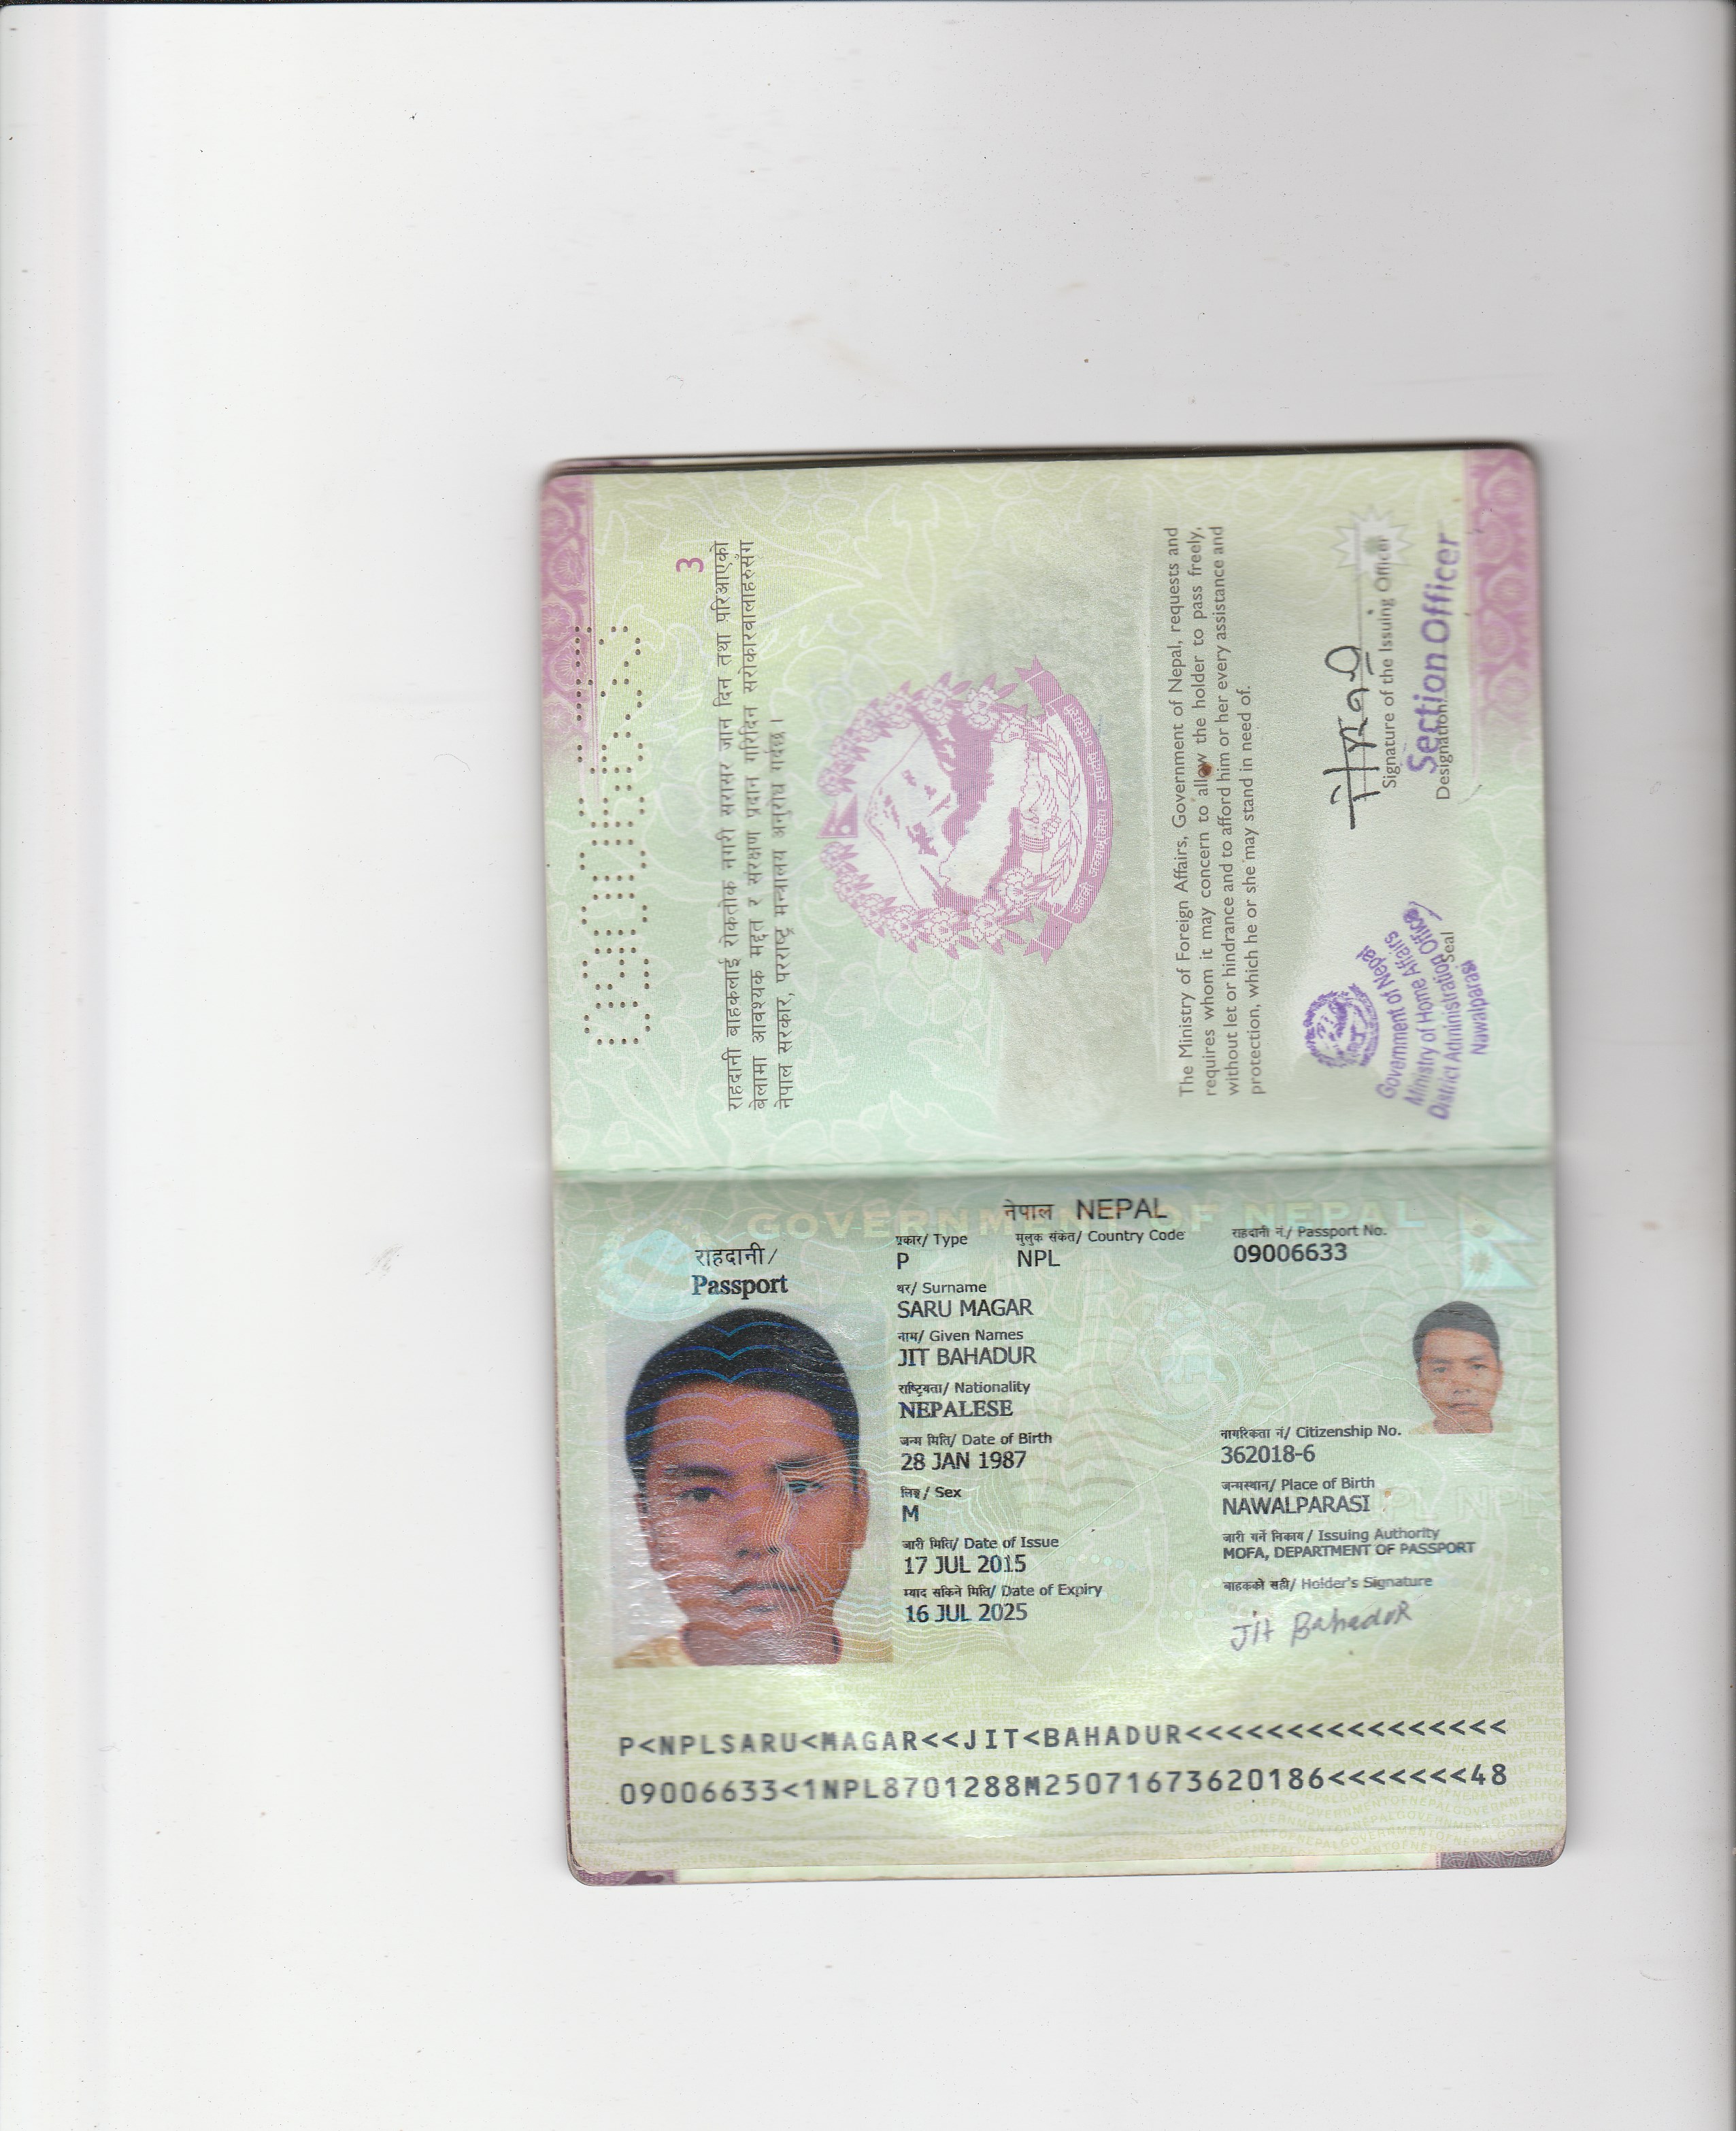 3
राहदानी बाहकलाई रोकतोक नगरी सरासर जान दिन तथा परिआएको
बेलामा आवश्यक मद्दत र संरक्षण प्रदान गरिदिन सरोकारवालाहरुसँग
नेपाल सरकार, परराष्ट्र मन्त्रालय अनुरोध गर्दछ ।
The Ministry of Foreign Affairs, Government of Nepal, requests and
requires whom it may concern to allow the holder to pass freely,
without let or hindrance and to afford him or her every assistance and
protection, which he or she may stand in need of.
Signature of the Issuing Officer
Section Officer
Designation
Government of Nepal
Ministry of Home Affairs
District Administration Office
Nawalparasi
Seal
GOVERNMENT OF NEPAL
नेपाल NEPAL
राहदानी/
Passport
प्रकार/ Type मुलुक संकेत/ Country Code राहदानी नं./ Passport No.
P NPL 09006633
थर/ Surname
SARU MAGAR
नाम/ Given Names
JIT BAHADUR
राष्ट्रियता/ Nationality
NEPALESE
जन्म मिति/ Date of Birth नागरिकता नं/ Citizenship No.
28 JAN 1987 362018-6
लिङ्ग/ Sex जन्मस्थान/ Place of Birth
M NAWALPARASI
जारी मिति/ Date of Issue जारी गर्ने निकाय/ Issuing Authority
17 JUL 2015 MOFA, DEPARTMENT OF PASSPORT
म्याद सकिने मिति/ Date of Expiry बाहकको सही/ Holder's Signature
16 JUL 2025 Jit BahaduR
P<NPLSARU<MAGAR<<JIT<BAHADUR<<<<<<<<<<<<<<<<
09006633<1NPL8701288M25071673620186<<<<<<<48